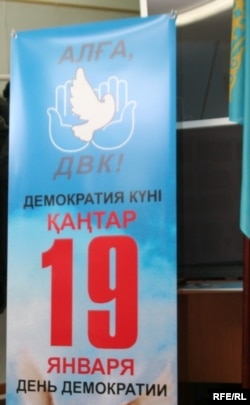 АЛҒА,
ДВК!
ДЕМОКРАТИЯ КҮНІ
ҚАҢТАР
19
ЯНВАРЯ
ДЕНЬ ДЕМОКРАТИИ
RFE/RL